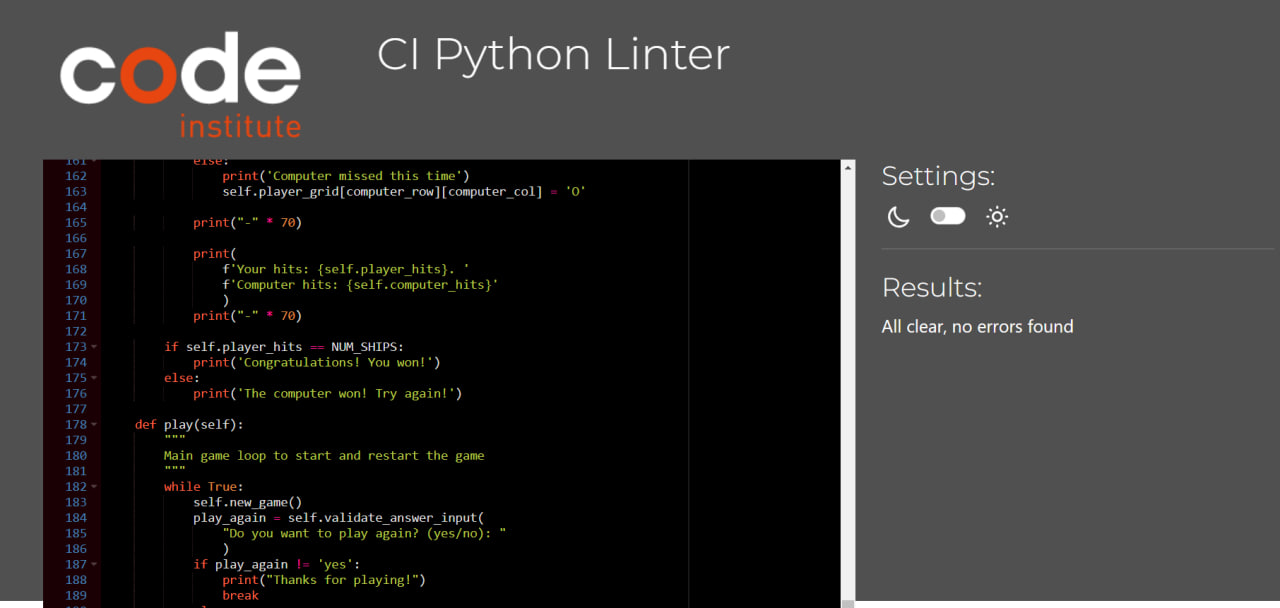 code
institute
CI Python Linter
161 else:
162 print('Computer missed this time')
163 self.player_grid[computer_row][computer_col] = 'O'
164
165 print("-" * 70)
166
167 print(
168 f'Your hits: {self.player_hits}. '
169 f'Computer hits: {self.computer_hits}'
170 )
171 print("-" * 70)
172
173 if self.player_hits == NUM_SHIPS:
174 print('Congratulations! You won!')
175 else:
176 print('The computer won! Try again!')
177
178 def play(self):
179 """
180 Main game loop to start and restart the game
181 """
182 while True:
183 self.new_game()
184 play_again = self.validate_answer_input(
185 "Do you want to play again? (yes/no): "
186 )
187 if play_again != 'yes':
188 print("Thanks for playing!")
189 break
Settings:
Results:
All clear, no errors found